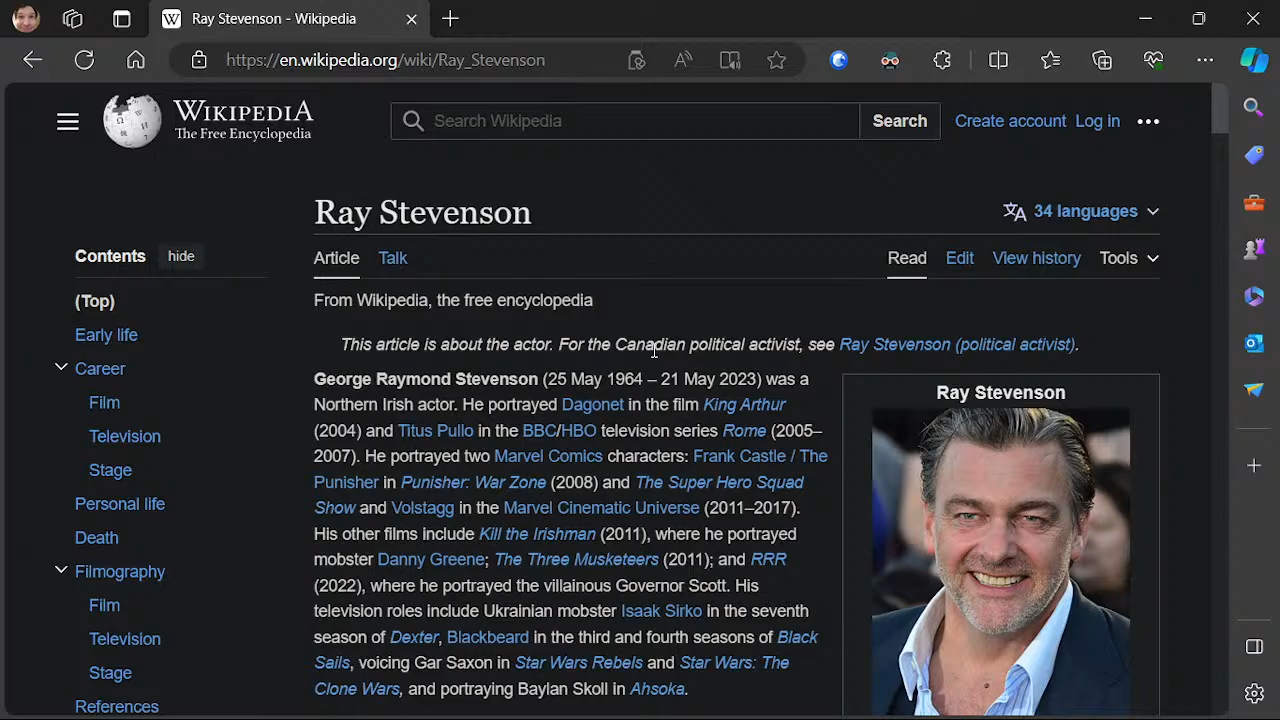 Ray Stevenson - Wikipedia
https://en.wikipedia.org/wiki/Ray_Stevenson
WIKIPEDIA
The Free Encyclopedia
Search Wikipedia
Search
Create account
Log in
Ray Stevenson
34 languages
Contents
hide
(Top)
Early life
Career
Film
Television
Stage
Personal life
Death
Filmography
Film
Television
Stage
References
Article
Talk
Read
Edit
View history
Tools
From Wikipedia, the free encyclopedia
This article is about the actor. For the Canadian political activist, see Ray Stevenson (political activist).
George Raymond Stevenson (25 May 1964 – 21 May 2023) was a
Northern Irish actor. He portrayed Dagonet in the film King Arthur
(2004) and Titus Pullo in the BBC/HBO television series Rome (2005–
2007). He portrayed two Marvel Comics characters: Frank Castle / The
Punisher in Punisher: War Zone (2008) and The Super Hero Squad
Show and Volstagg in the Marvel Cinematic Universe (2011–2017).
His other films include Kill the Irishman (2011), where he portrayed
mobster Danny Greene; The Three Musketeers (2011); and RRR
(2022), where he portrayed the villainous Governor Scott. His
television roles include Ukrainian mobster Isaak Sirko in the seventh
season of Dexter, Blackbeard in the third and fourth seasons of Black
Sails, voicing Gar Saxon in Star Wars Rebels and Star Wars: The
Clone Wars, and portraying Baylan Skoll in Ahsoka.
Ray Stevenson